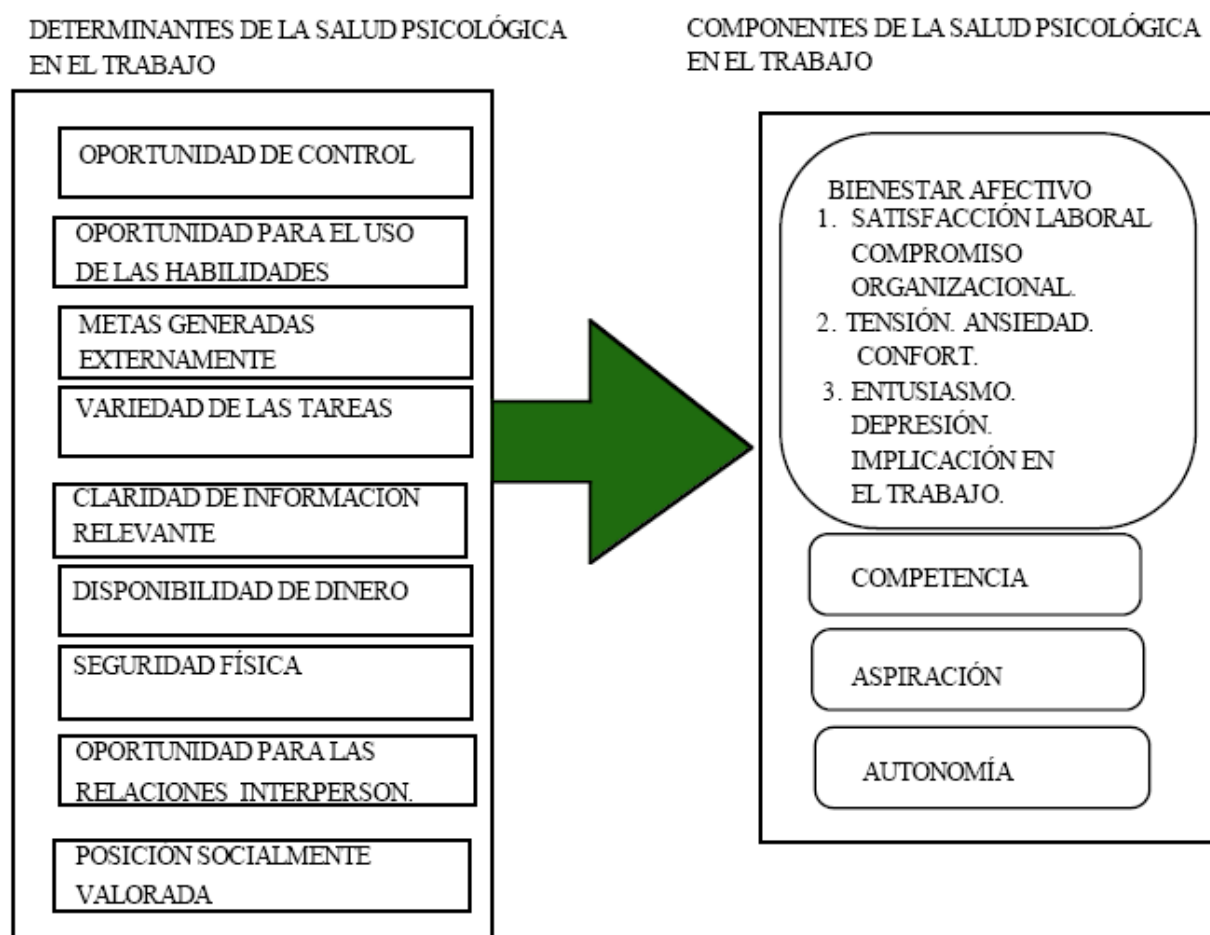 DETERMINANTES DE LA SALUD PSICOLÓGICA
EN EL TRABAJO
OPORTUNIDAD DE CONTROL
OPORTUNIDAD PARA EL USO
DE LAS HABILIDADES
METAS GENERADAS
EXTERNAMENTE
VARIEDAD DE LAS TAREAS
CLARIDAD DE INFORMACIÓN
RELEVANTE
DISPONIBILIDAD DE DINERO
SEGURIDAD FÍSICA
OPORTUNIDAD PARA LAS
RELACIONES INTERPERSON.
POSICIÓN SOCIALMENTE
VALORADA
COMPONENTES DE LA SALUD PSICOLÓGICA
EN EL TRABAJO
BIENESTAR AFECTIVO
1. SATISFACCIÓN LABORAL
COMPROMISO
ORGANIZACIONAL.
2. TENSIÓN. ANSIEDAD.
CONFORT.
3. ENTUSIASMO.
DEPRESIÓN.
IMPLICACIÓN EN
EL TRABAJO.
COMPETENCIA
ASPIRACIÓN
AUTONOMÍA